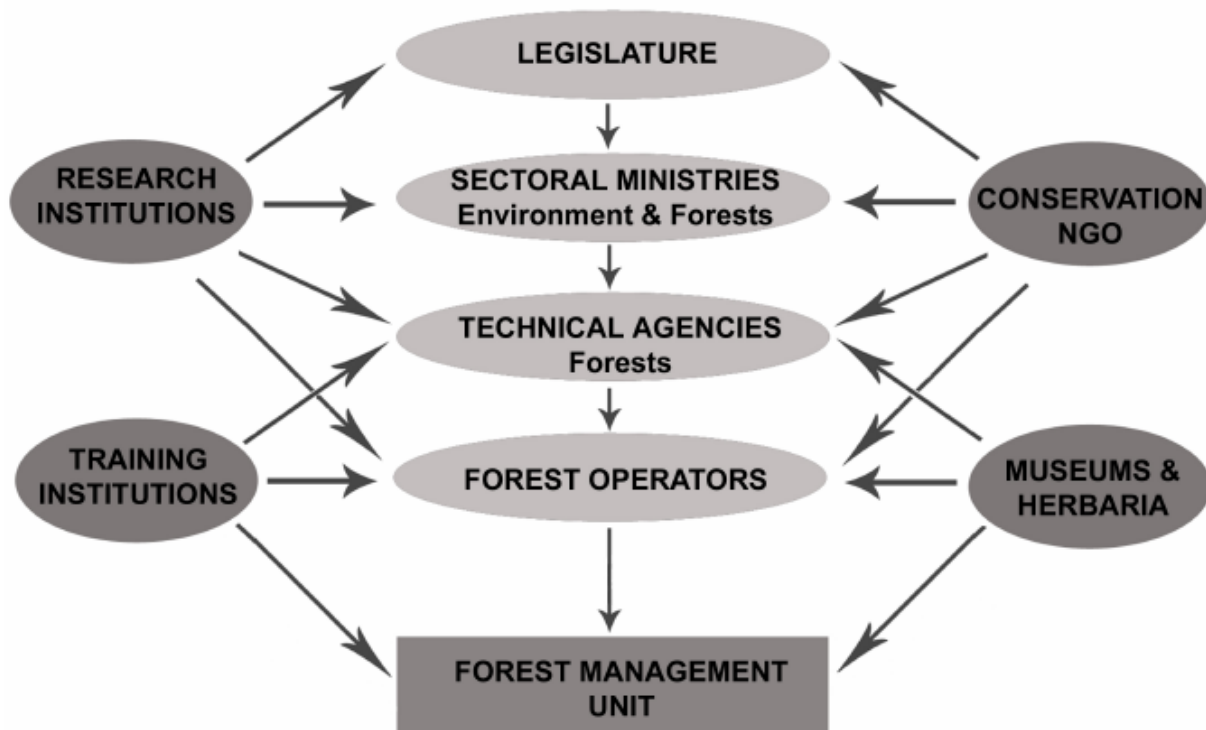 LEGISLATURE
RESEARCH
INSTITUTIONS
SECTORAL MINISTRIES
Environment & Forests
CONSERVATION
NGO
TECHNICAL AGENCIES
Forests
TRAINING
INSTITUTIONS
FOREST OPERATORS
MUSEUMS &
HERBARIA
FOREST MANAGEMENT
UNIT